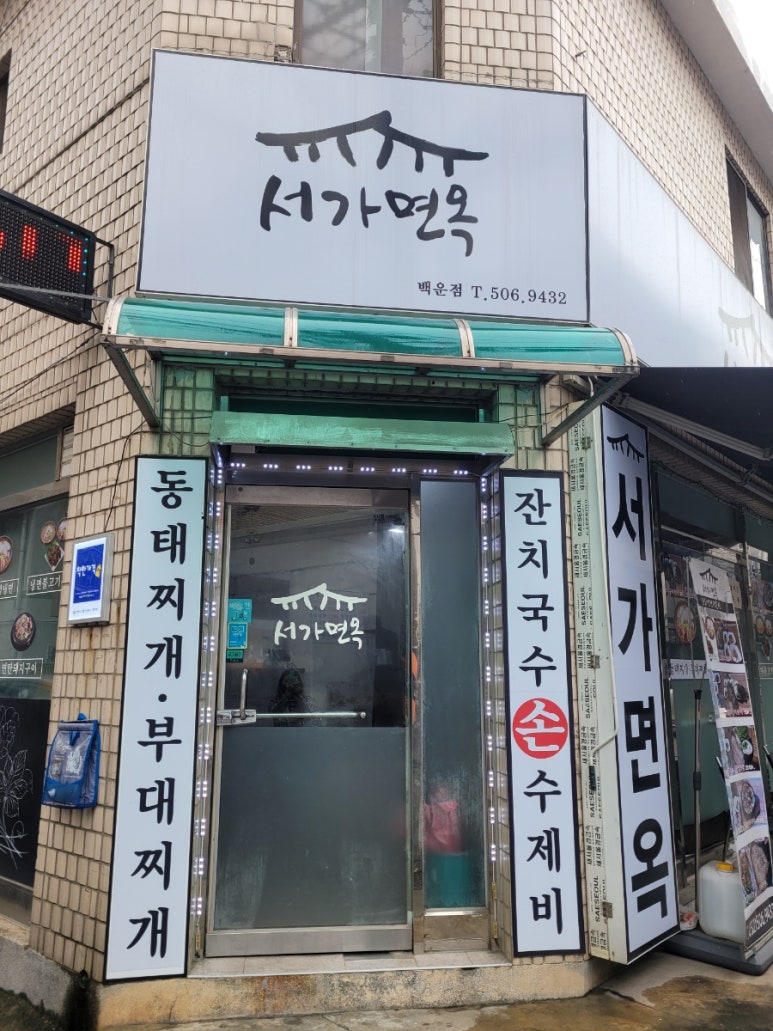 서가면옥
백운점 T.506.9432
동태찌개·부대찌개
서가면옥
잔치국수 손수제비
서가면옥
SAESEOUL